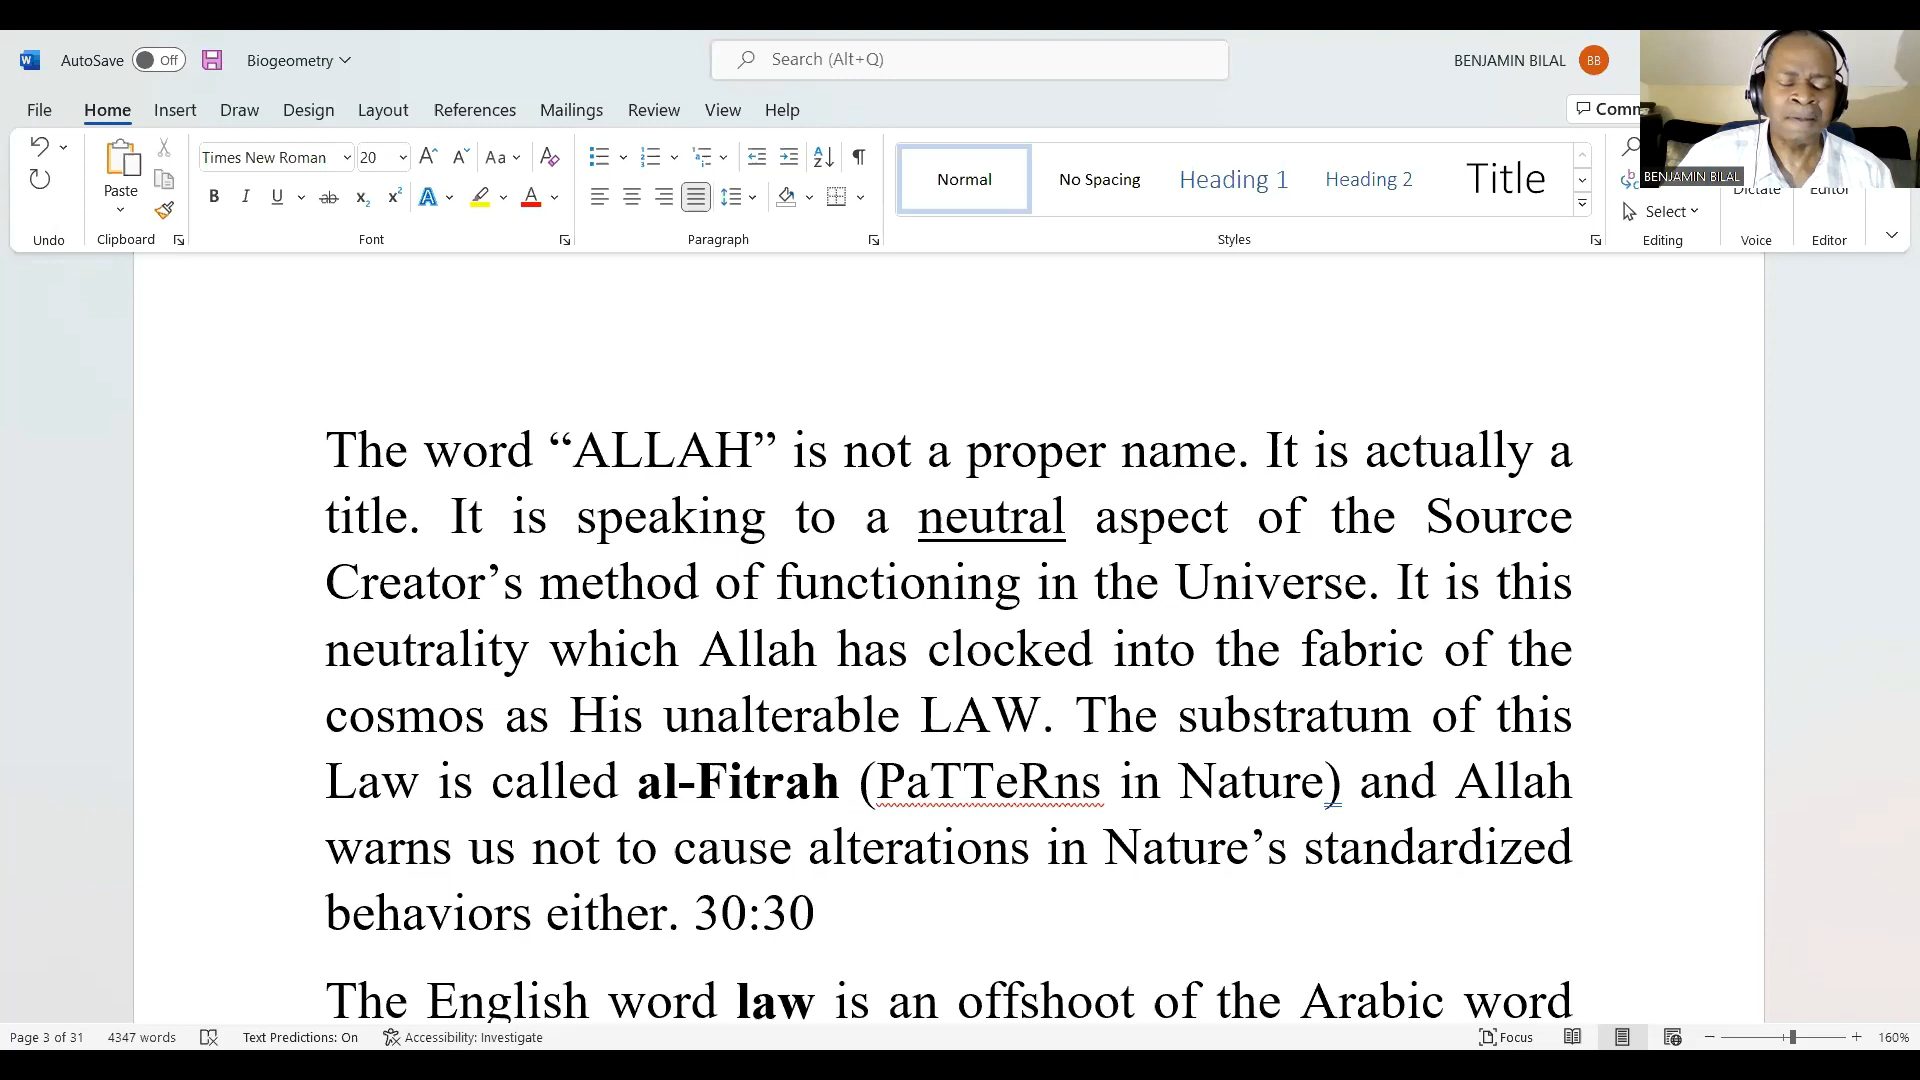 AutoSave Off Biogeometry Search (Alt+Q) BENJAMIN BILAL BB
File Home Insert Draw Design Layout References Mailings Review View Help Comm
BENJAMIN BILAL
Times New Roman 20 Aa
Paste
Normal No Spacing Heading 1 Heading 2 Title
Select
Dictate Editor
Undo Clipboard Font Paragraph Styles Editing Voice Editor
The word “ALLAH” is not a proper name. It is actually a
title. It is speaking to a neutral aspect of the Source
Creator’s method of functioning in the Universe. It is this
neutrality which Allah has clocked into the fabric of the
cosmos as His unalterable LAW. The substratum of this
Law is called al-Fitrah (PaTTeRns in Nature) and Allah
warns us not to cause alterations in Nature’s standardized
behaviors either. 30:30
The English word law is an offshoot of the Arabic word
Page 3 of 31 4347 words Text Predictions: On Accessibility: Investigate Focus 160%